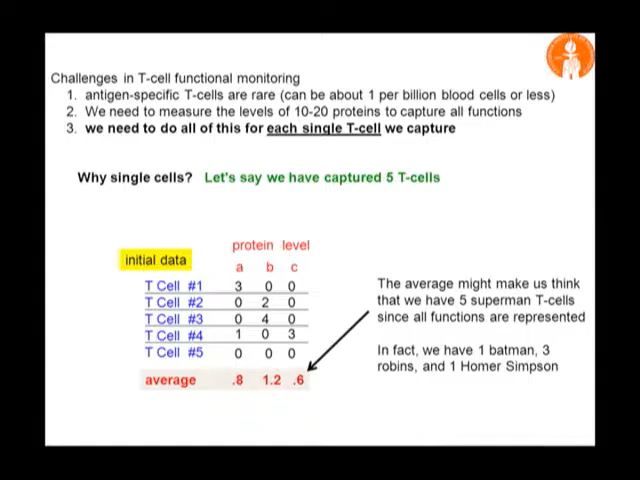 Challenges in T-cell functional monitoring
1. antigen-specific T-cells are rare (can be about 1 per billion blood cells or less)
2. We need to measure the levels of 10-20 proteins to capture all functions
3. we need to do all of this for each single T-cell we capture
Why single cells? Let's say we have captured 5 T-cells
protein level
initial data
a b c
T Cell #1 3 0 0
T Cell #2 0 2 0
T Cell #3 0 4 0
T Cell #4 1 0 3
T Cell #5 0 0 0
average .8 1.2 .6
The average might make us think
that we have 5 superman T-cells
since all functions are represented
In fact, we have 1 batman, 3
robins, and 1 Homer Simpson